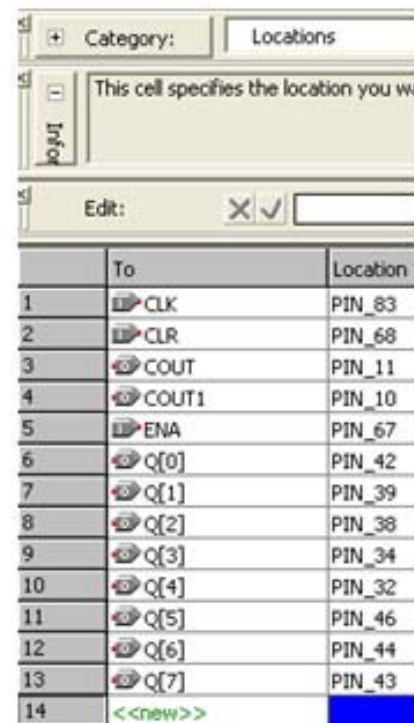 Category: Locations
This cell specifies the location you
Infor
Edit:
To Location
1 CLK PIN_83
2 CLR PIN_68
3 COUT PIN_11
4 COUT1 PIN_10
5 ENA PIN_67
6 Q[0] PIN_42
7 Q[1] PIN_39
8 Q[2] PIN_38
9 Q[3] PIN_34
10 Q[4] PIN_32
11 Q[5] PIN_46
12 Q[6] PIN_44
13 Q[7] PIN_43
14 <<new>>